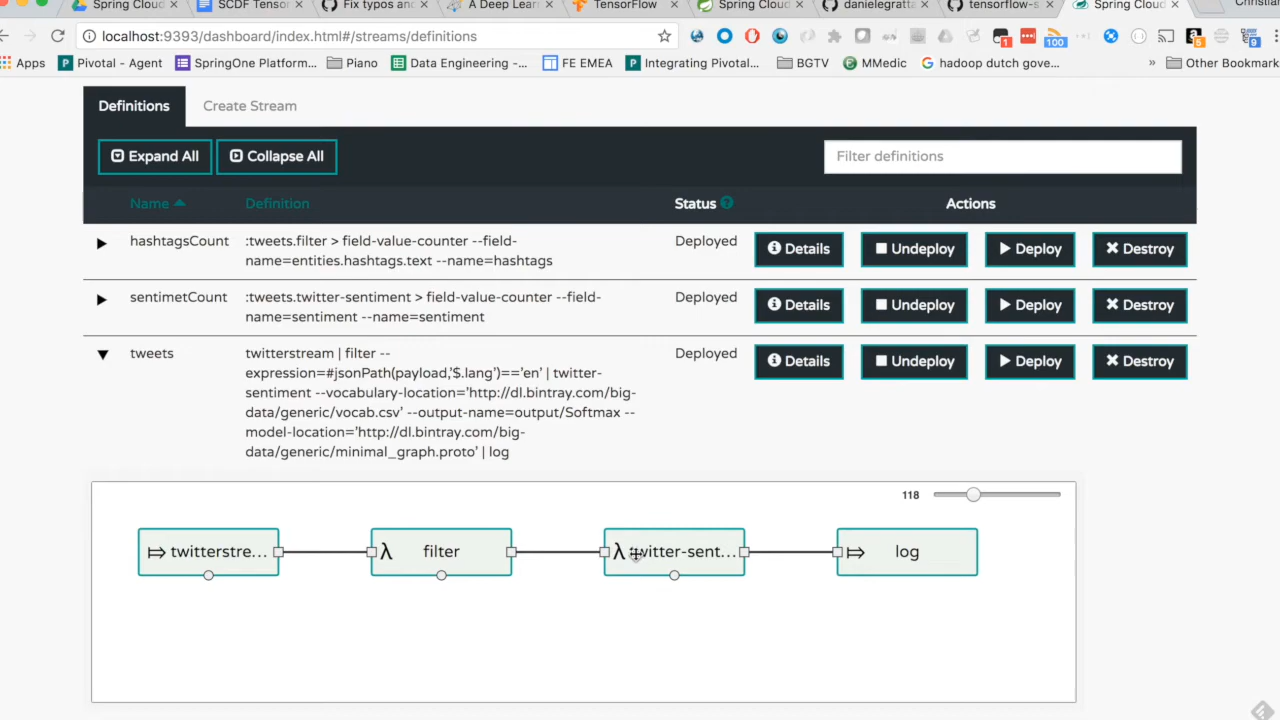 Spring Cloud
SCDF Tensor
Fix typos and
A Deep Learn
TensorFlow
Spring Cloud
danielegratta
tensorflow-s
Spring Cloud
Christian
localhost:9393/dashboard/index.html#/streams/definitions
1
100
5
9
Apps
Pivotal - Agent
SpringOne Platform...
Piano
Data Engineering -...
FE EMEA
Integrating Pivotal...
BGTV
MMedic
hadoop dutch gove...
»
Other Bookmark
Definitions
Create Stream
Expand All
Collapse All
Filter definitions
Name
Definition
Status
Actions
hashtagsCount
:tweets.filter > field-value-counter --field-
name=entities.hashtags.text --name=hashtags
Deployed
Details
Undeploy
Deploy
Destroy
sentimetCount
:tweets.twitter-sentiment > field-value-counter --field-
name=sentiment --name=sentiment
Deployed
Details
Undeploy
Deploy
Destroy
tweets
twitterstream | filter --
expression=#jsonPath(payload,'$.lang')=='en' | twitter-
sentiment --vocabulary-location='http://dl.bintray.com/big-
data/generic/vocab.csv' --output-name=output/Softmax --
model-location='http://dl.bintray.com/big-
data/generic/minimal_graph.proto' | log
Deployed
Details
Undeploy
Deploy
Destroy
118
twitterstre...
λ filter
λ twitter-sent...
log